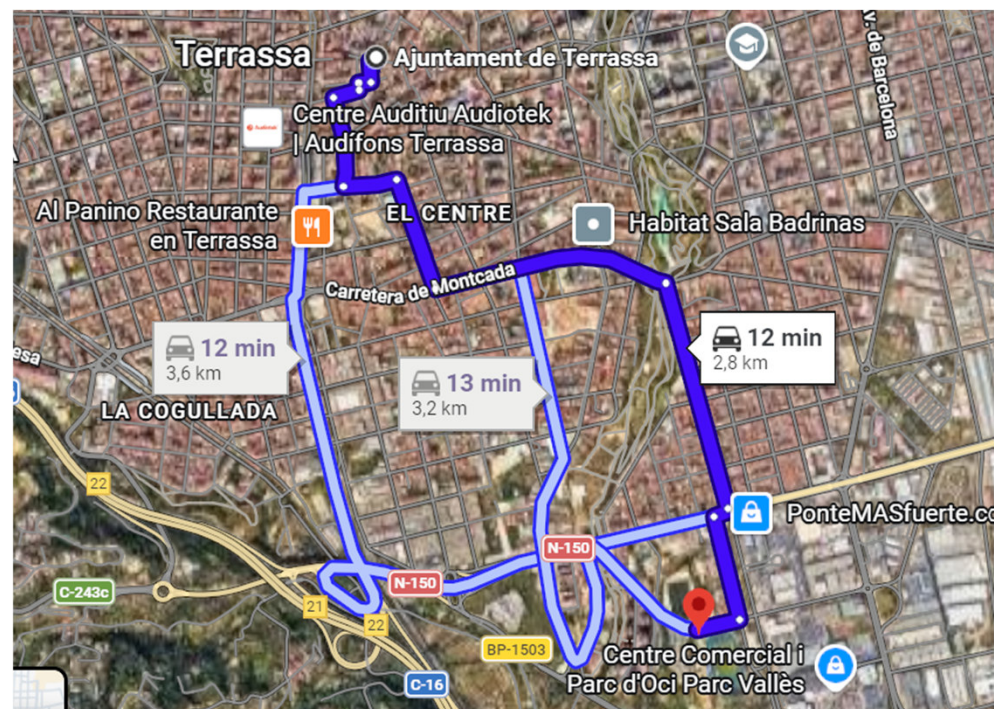 Terrassa
Ajuntament de Terrassa
v. de Barcelona
Centre Auditiu Audiotek
| Audífons Terrassa
Al Panino Restaurante
en Terrassa
EL CENTRE
Habitat Sala Badrinas
Carretera de Montcada
12 min
3,6 km
13 min
3,2 km
12 min
2,8 km
esa
LA COGULLADA
22
PonteMASfuerte.co
N-150
N-150
C-243c
21
22
BP-1503
C-16
Centre Comercial i
Parc d'Oci Parc Vallès